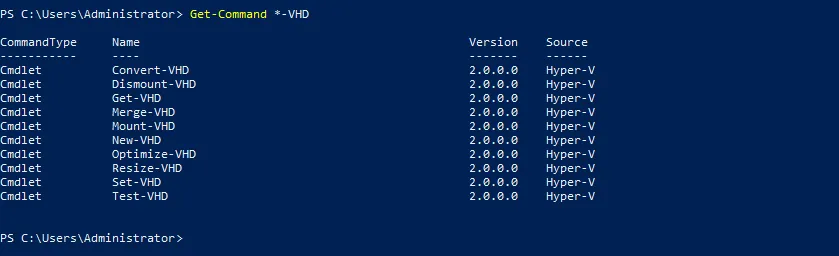 PS C:\Users\Administrator> Get-Command *-VHD
CommandType     Name                                               Version    Source
-----------     ----                                               -------    ------
Cmdlet          Convert-VHD                                        2.0.0.0    Hyper-V
Cmdlet          Dismount-VHD                                       2.0.0.0    Hyper-V
Cmdlet          Get-VHD                                            2.0.0.0    Hyper-V
Cmdlet          Merge-VHD                                          2.0.0.0    Hyper-V
Cmdlet          Mount-VHD                                          2.0.0.0    Hyper-V
Cmdlet          New-VHD                                            2.0.0.0    Hyper-V
Cmdlet          Optimize-VHD                                       2.0.0.0    Hyper-V
Cmdlet          Resize-VHD                                         2.0.0.0    Hyper-V
Cmdlet          Set-VHD                                            2.0.0.0    Hyper-V
Cmdlet          Test-VHD                                           2.0.0.0    Hyper-V
PS C:\Users\Administrator>